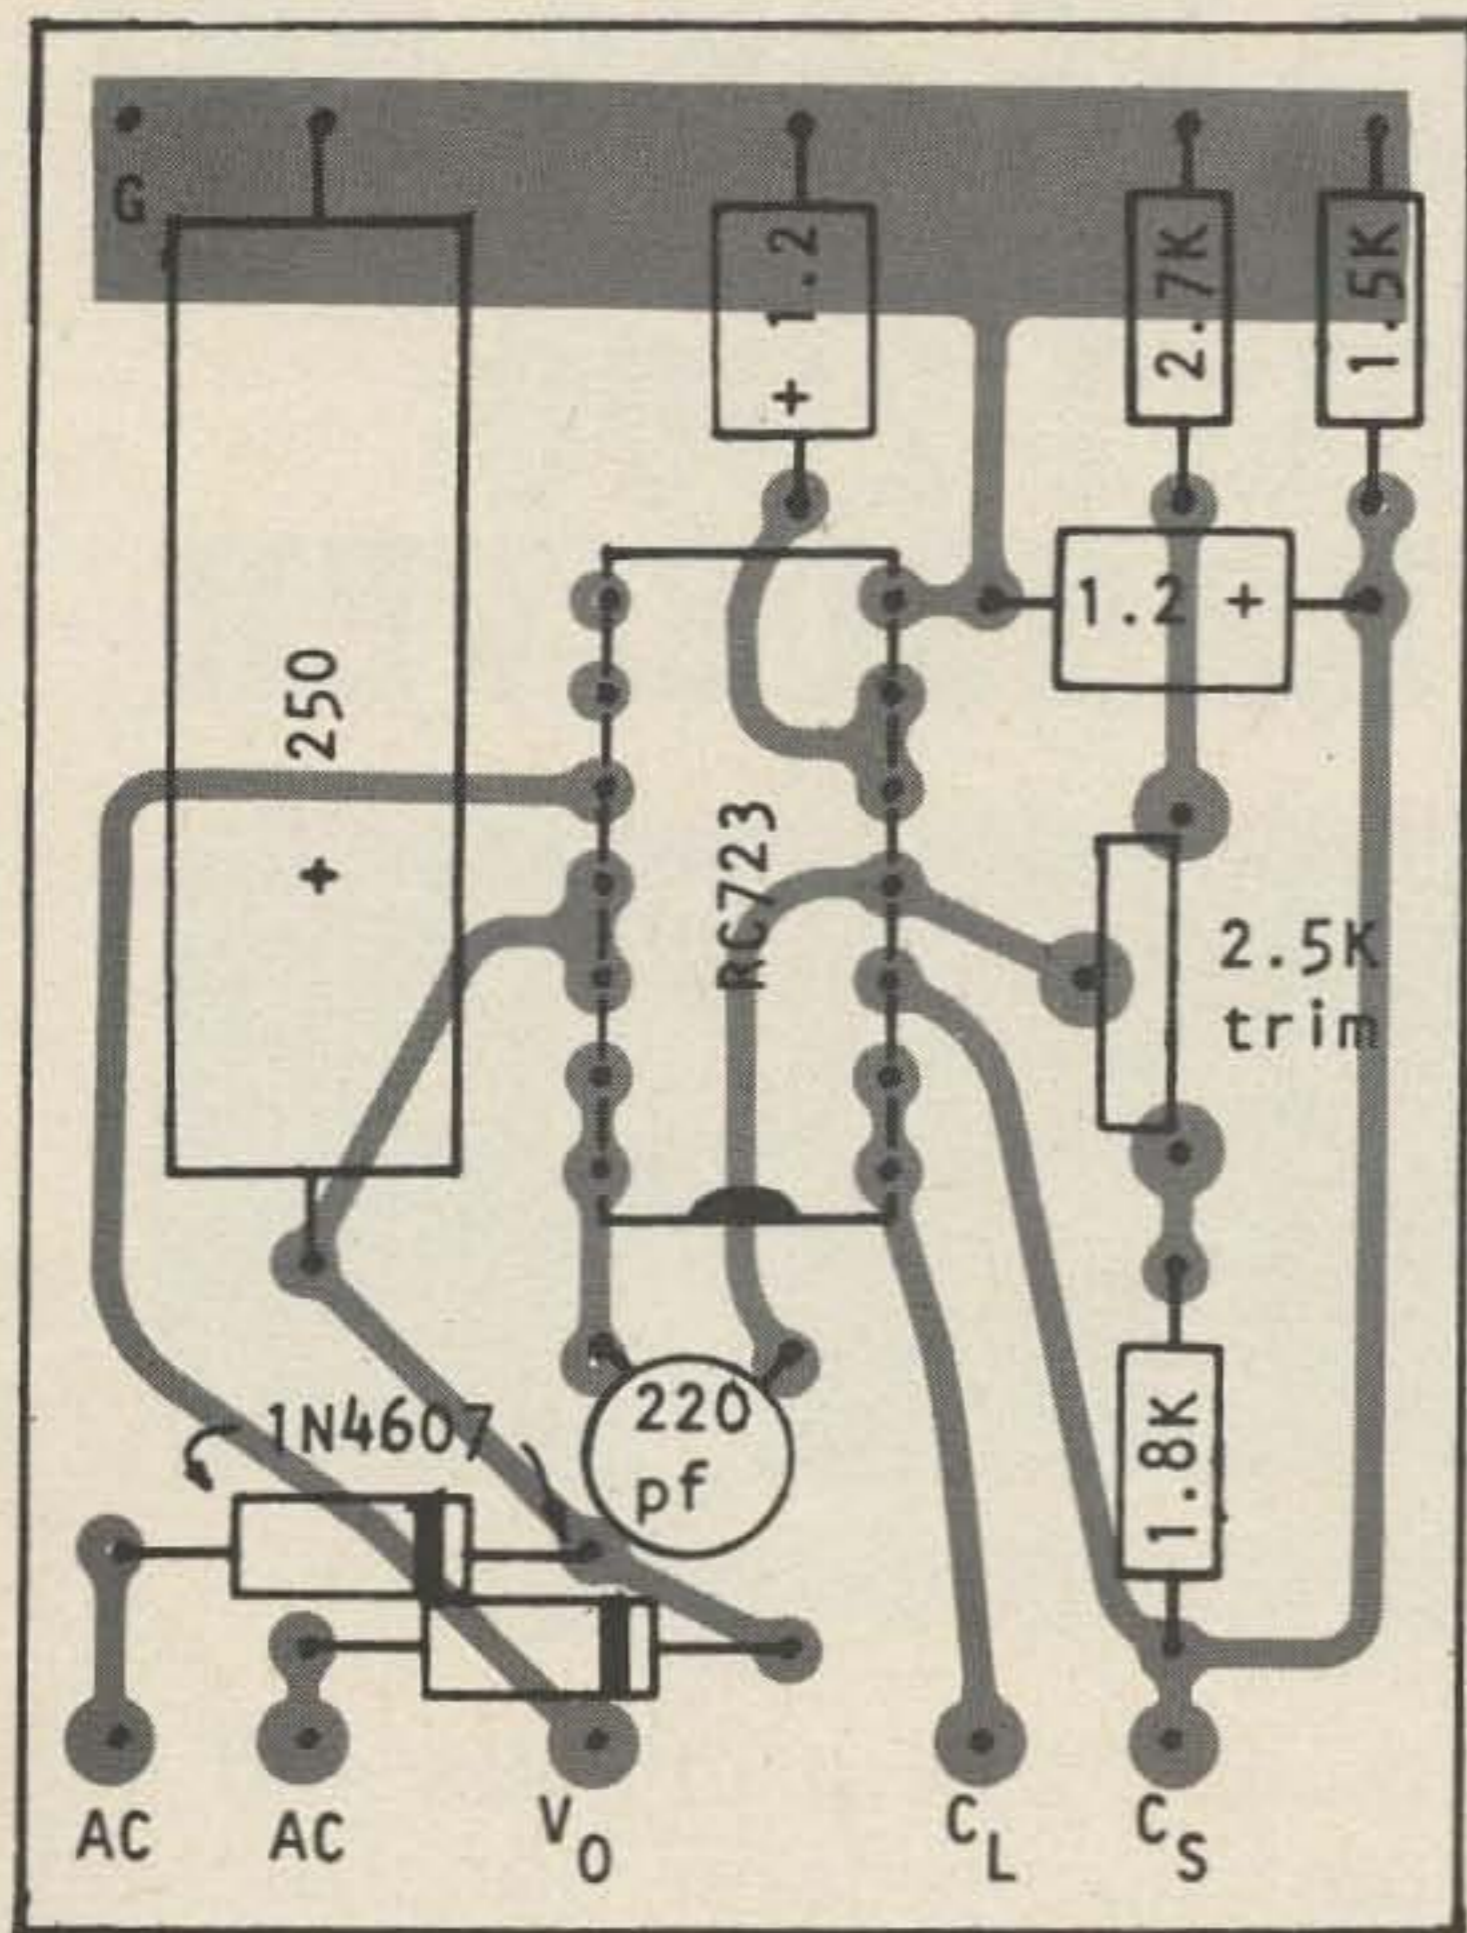 G
+ 1.2
2.7K
1.5K
1.2 +
250
+
RC723
2.5K
trim
1N4607
220
pf
1.8K
AC
AC
VO
CL
CS